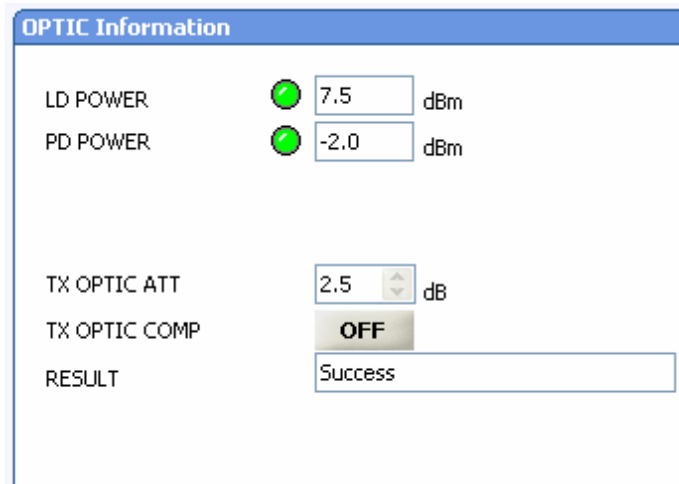 OPTIC Information
LD POWER 7.5 dBm
PD POWER -2.0 dBm
TX OPTIC ATT 2.5 dB
TX OPTIC COMP OFF
RESULT Success